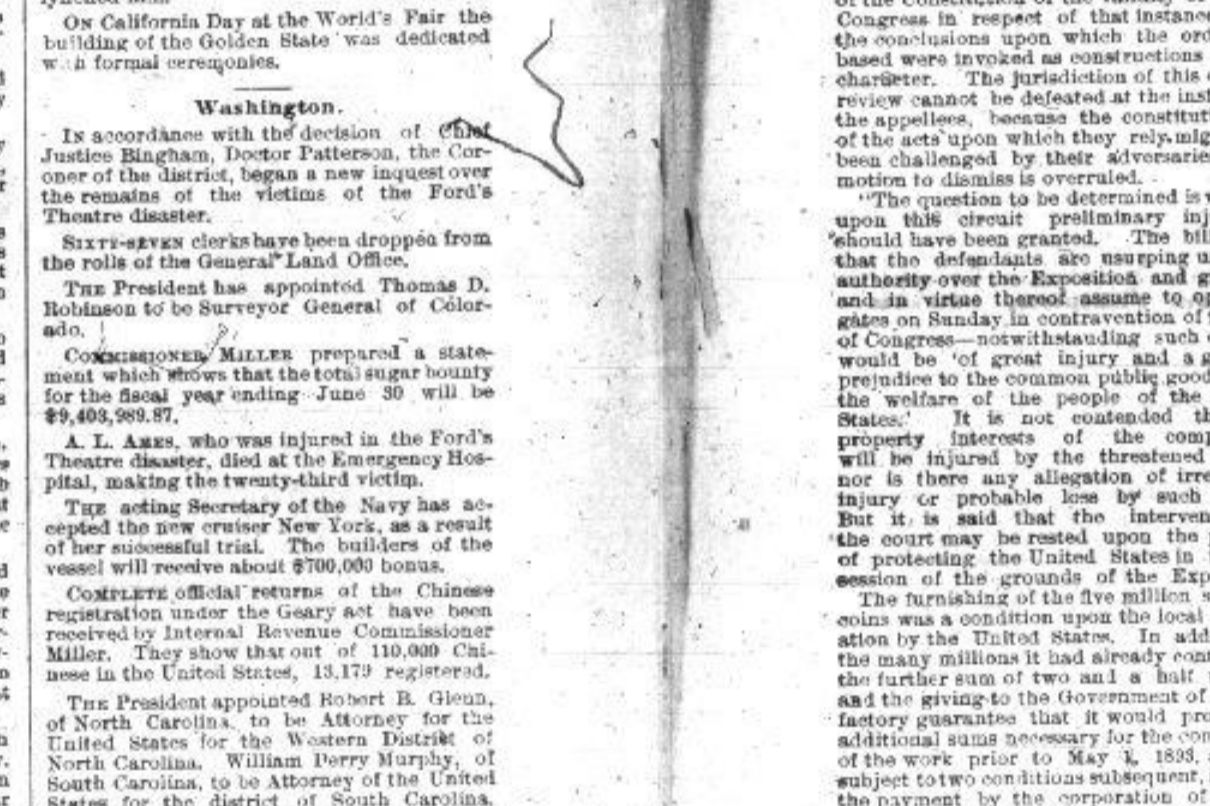 On California Day at the World's Fair the
building of the Golden State was dedicated
with formal ceremonies.
Washington.
In accordance with the decision of Chief
Justice Bingham, Doctor Patterson, the Cor-
oner of the district, began a new inquest over
the remains of the victims of the Ford's
Theatre disaster.
Sixty-seven clerks have been dropped from
the rolls of the General Land Office.
The President has appointed Thomas D.
Robinson to be Surveyor General of Color-
ado.
Commissioner Miller prepared a state-
ment which shows that the total sugar bounty
for the fiscal year ending June 30 will be
$9,403,989.87.
A. L. Ames, who was injured in the Ford's
Theatre disaster, died at the Emergency Hos-
pital, making the twenty-third victim.
The acting Secretary of the Navy has ac-
cepted the new cruiser New York, as a result
of her successful trial. The builders of the
vessel will receive about $700,000 bonus.
Complete official returns of the Chinese
registration under the Geary act have been
received by Internal Revenue Commissioner
Miller. They show that out of 110,000 Chi-
nese in the United States, 13,179 registered.
The President appointed Robert B. Glenn,
of North Carolina, to be Attorney for the
United States for the Western District of
North Carolina. William Perry Murphy, of
South Carolina, to be Attorney of the United
States for the district of South Carolina.
Congress in respect of that instance
the conclusions upon which the ord
based were invoked as constructions
character. The jurisdiction of this
review cannot be defeated at the inst
the appellees, because the constitut
of the acts upon which they rely mig
been challenged by their adversarie
motion to dismiss is overruled.
"The question to be determined is
upon this circuit preliminary inj
should have been granted. The bil
that the defendants are usurping u
authority over the Exposition and g
and in virtue thereof assume to op
gates on Sunday in contravention of
of Congress—notwithstanding such
would be 'of great injury and a g
prejudice to the common public good
the welfare of the people of the
States.' It is not contended th
property interests of the comp
will be injured by the threatened
nor is there any allegation of irre
injury or probable loss by such
But it is said that the interven
the court may be rested upon the
of protecting the United States in
session of the grounds of the Exp
The furnishing of the five million s
coins was a condition upon the local
ation by the United States. In add
the many millions it had already con
the further sum of two and a half
and the giving to the Government of
factory guarantee that it would pro
additional sums necessary for the com
of the work prior to May 1, 1893,
subject to two conditions subsequent,
the payment by the corporation of